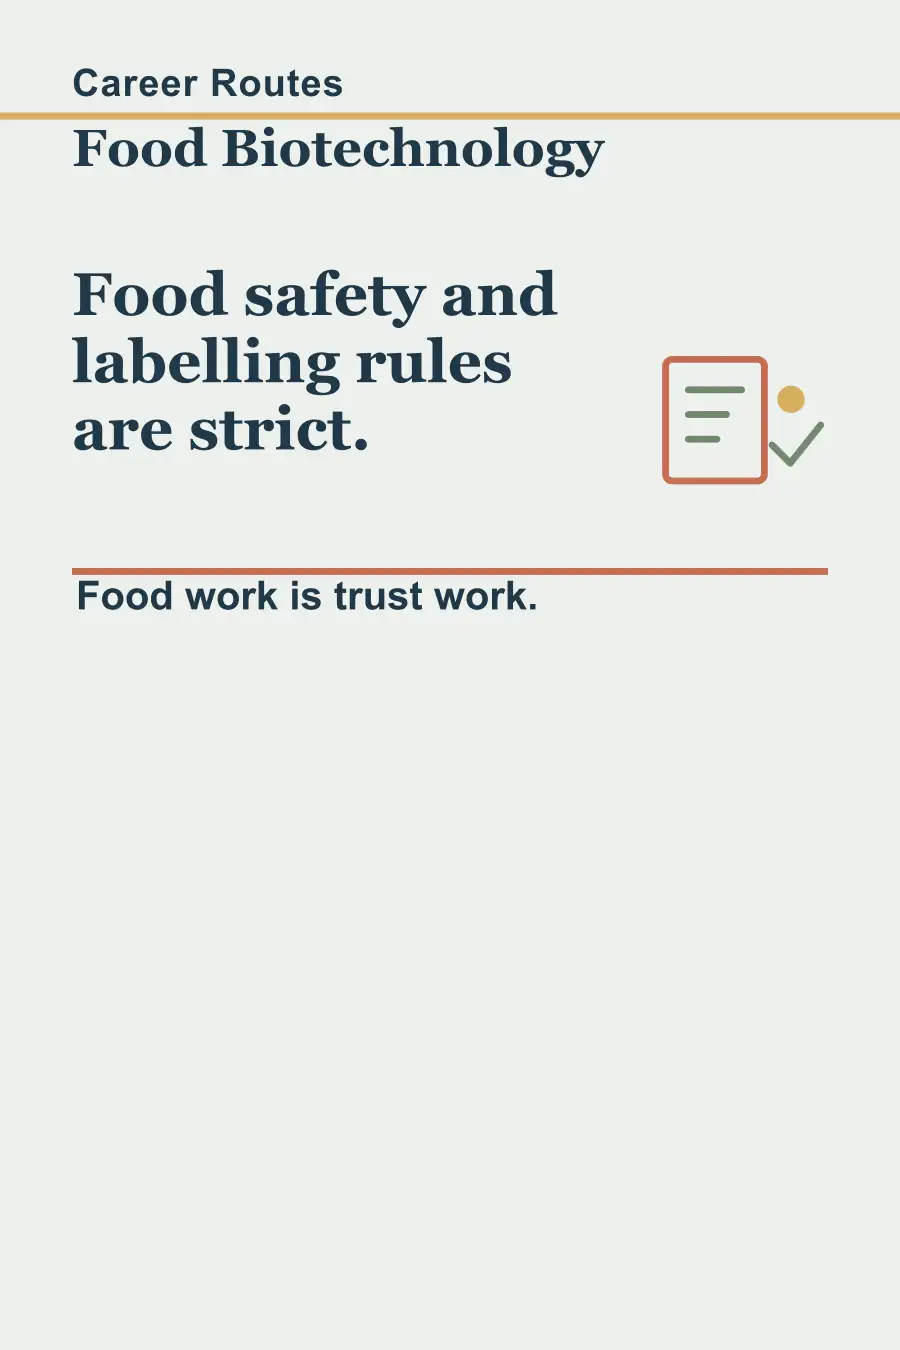 Career Routes
Food Biotechnology
Food safety and
labelling rules
are strict.
Food work is trust work.